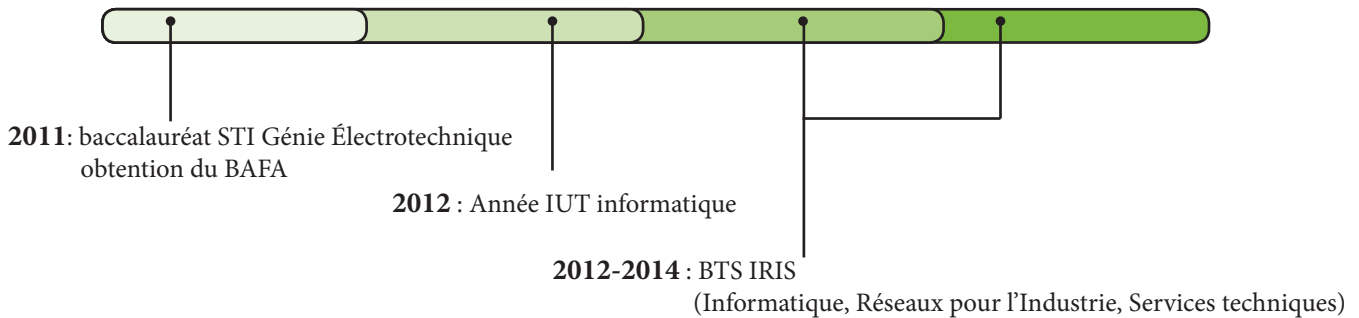 2011: baccalauréat STI Génie Électrotechnique
obtention du BAFA
2012 : Année IUT informatique
2012-2014 : BTS IRIS
(Informatique, Réseaux pour l'Industrie, Services techniques)